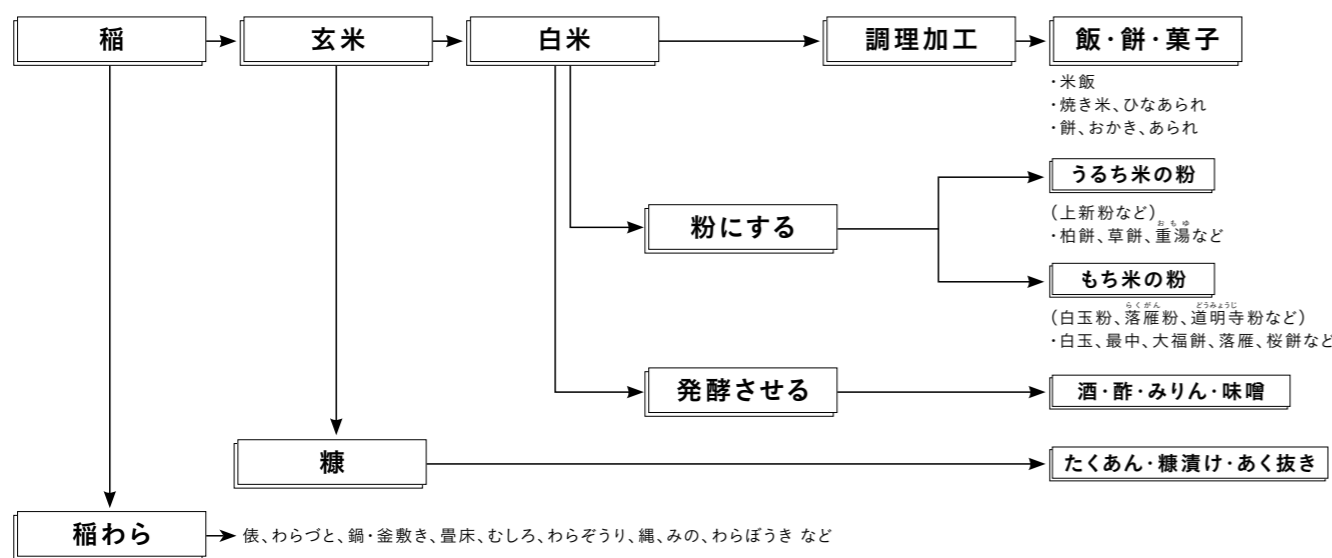 稲
玄米
白米
調理加工
飯・餅・菓子
・米飯
・焼き米、ひなあられ
・餅、おかき、あられ
うるち米の粉
(上新粉など)
おもゆ
・柏餅、草餅、重湯など
粉にする
もち米の粉
らくがん どうみょうじ
(白玉粉、落雁粉、道明寺粉など)
・白玉、最中、大福餅、落雁、桜餅など
発酵させる
酒・酢・みりん・味噌
糠
たくあん・糠漬け・あく抜き
稲わら
俵、わらづと、鍋・釜敷き、畳床、むしろ、わらぞうり、縄、みの、わらぼうき など